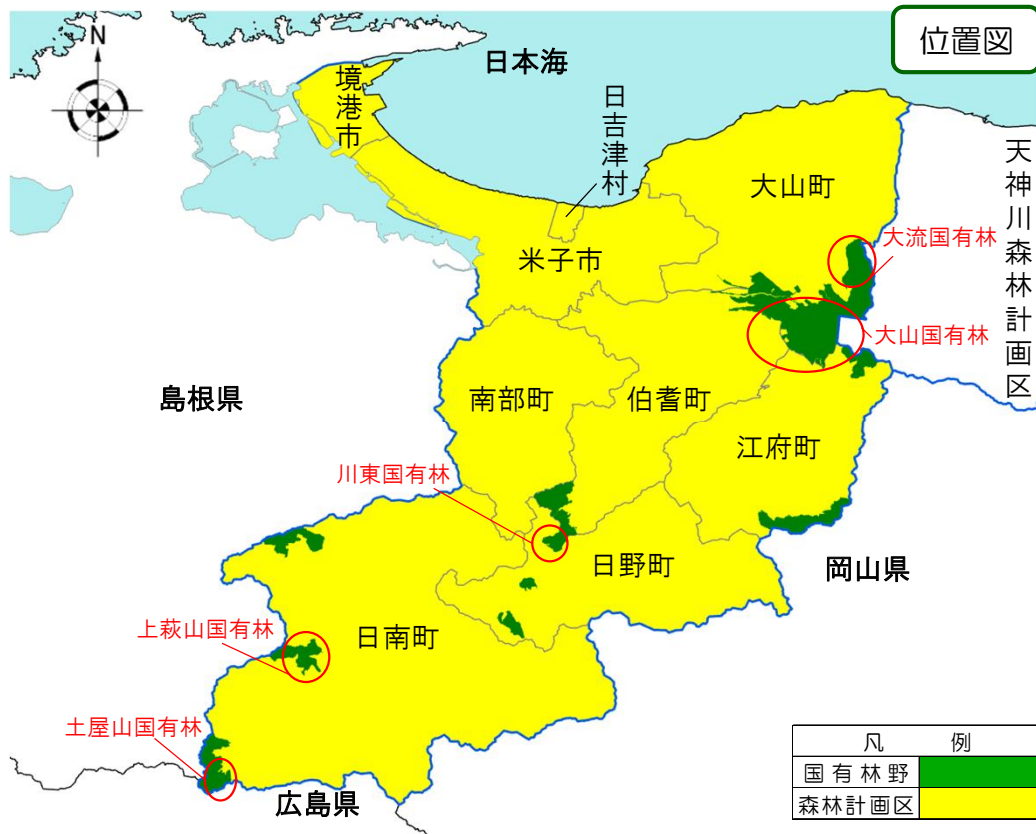 位置図
N
日本海
境港市
日吉津村
大山町
天神川森林計画区
大流国有林
米子市
大山国有林
島根県
南部町
伯耆町
江府町
川東国有林
日野町
岡山県
上萩山国有林
日南町
土屋山国有林
広島県
凡例
国有林野
森林計画区